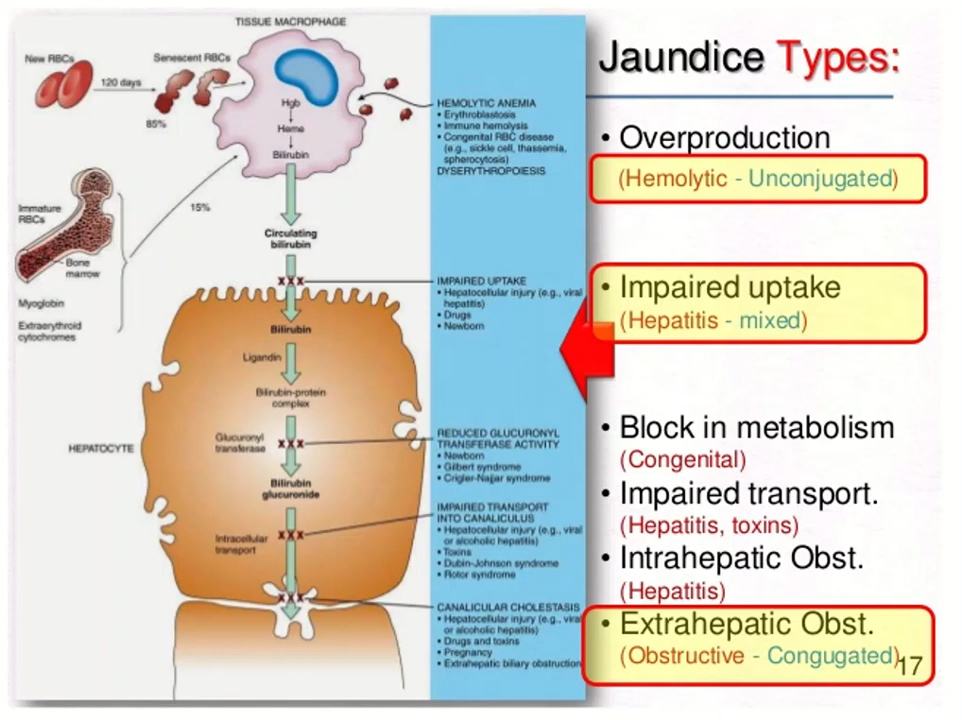 TISSUE MACROPHAGE
New RBCs
Senescent RBCs
120 days
85%
Hgb
Heme
Bilirubin
15%
Immature
RBCs
Bone
marrow
Myoglobin
Extraerythroid
cytochromes
Circulating
bilirubin
XXX
Bilirubin
Ligandin
Bilirubin-protein
complex
HEPATOCYTE
Glucuronyl
transferase
XXX
Bilirubin
glucuronide
Intracellular
transport
XXX
XXX
HEMOLYTIC ANEMIA
• Erythroblastosis
• Immune hemolysis
• Congenital RBC disease
(e.g., sickle cell, thassemia,
spherocytosis)
DYSERYTHROPOIESIS
IMPAIRED UPTAKE
• Hepatocellular injury (e.g., viral
hepatitis)
• Drugs
• Newborn
REDUCED GLUCURONYL
TRANSFERASE ACTIVITY
• Newborn
• Gilbert syndrome
• Crigler-Najjar syndrome
IMPAIRED TRANSPORT
INTO CANALICULUS
• Hepatocellular injury (e.g., viral
or alcoholic hepatitis)
• Toxins
• Dubin-Johnson syndrome
• Rotor syndrome
CANALICULAR CHOLESTASIS
• Hepatocellular injury (e.g., viral
or alcoholic hepatitis)
• Drugs and toxins
• Pregnancy
• Extrahepatic biliary obstruction
Jaundice Types:
• Overproduction
(Hemolytic - Unconjugated)
• Impaired uptake
(Hepatitis - mixed)
• Block in metabolism
(Congenital)
• Impaired transport.
(Hepatitis, toxins)
• Intrahepatic Obst.
(Hepatitis)
• Extrahepatic Obst.
(Obstructive - Congugated)
17